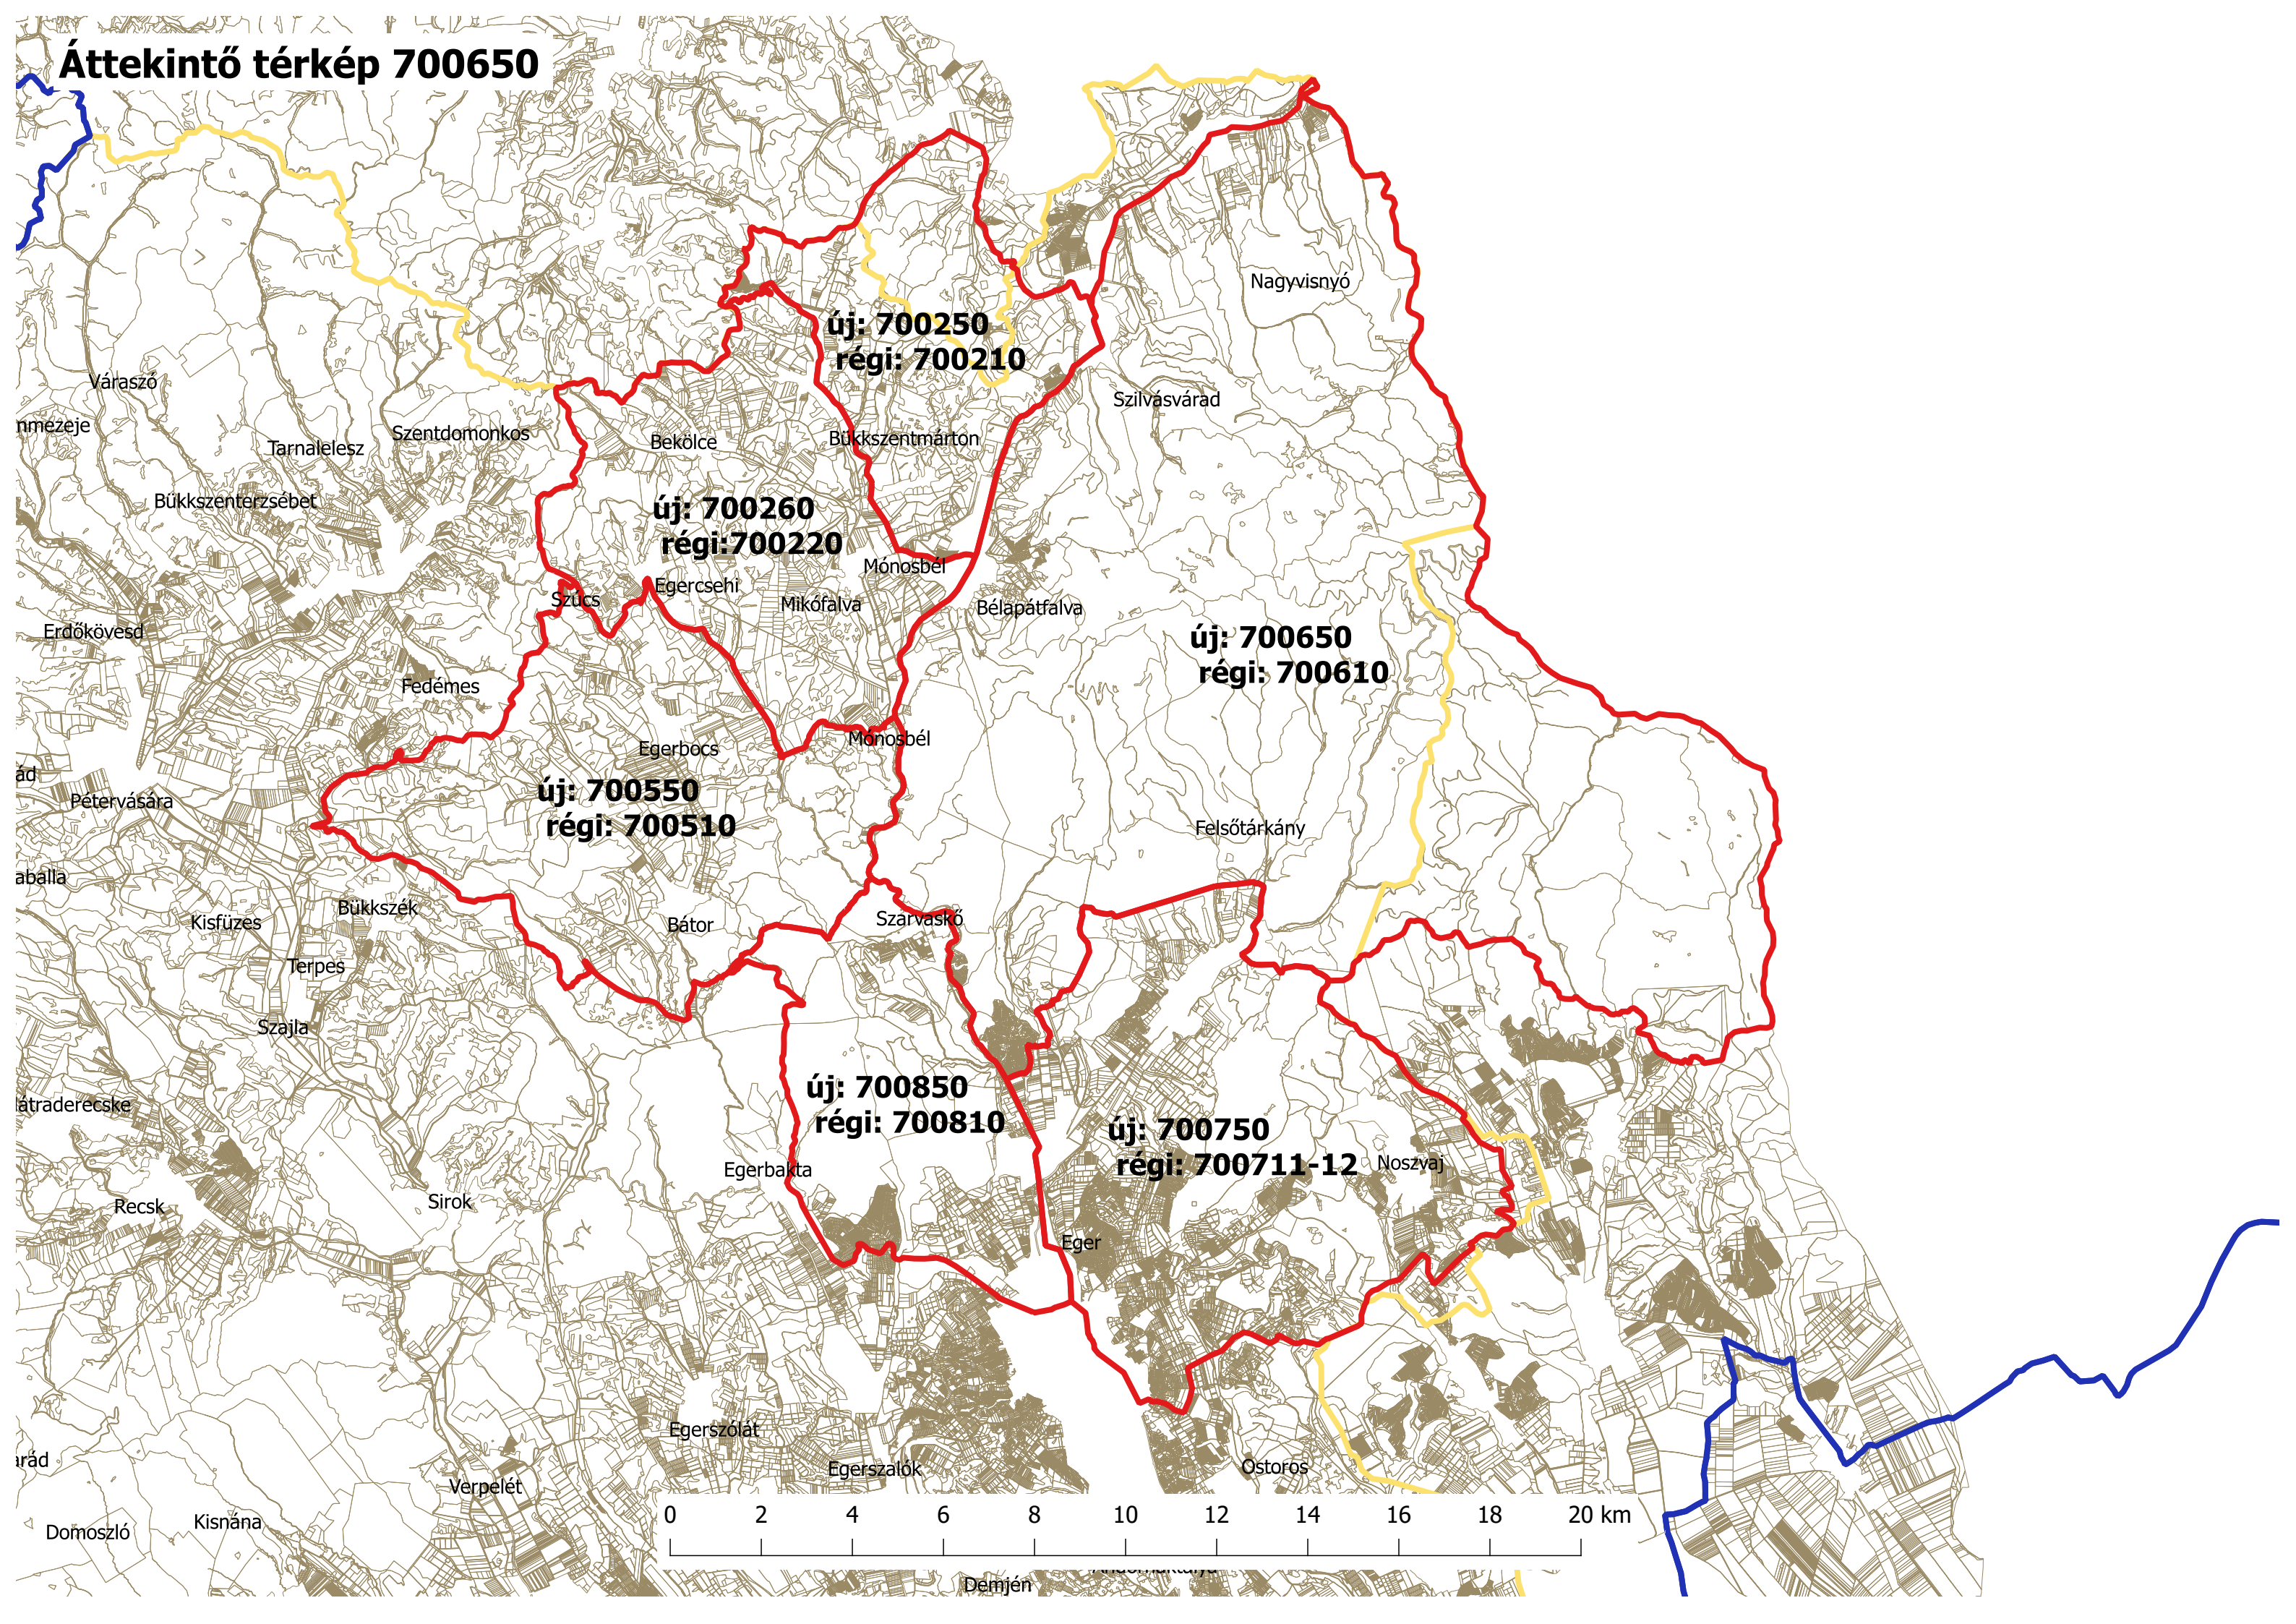 Áttekintő térkép 700650
Nagyvisnyó
új: 700250
régi: 700210
Váraszó
Szilvásvárad
nmezeje
Szentdomonkos
Bekölce
Bükkszentmárton
Tarnalelesz
Bükkszenterzsébet
új: 700260
régi:700220
Mónosbél
Egercsehi
Szúcs
Mikófalva
Bélapátfalva
Erdőkövesd
új: 700650
régi: 700610
Fedémes
Mónosbél
Egerbocs
ád
új: 700550
régi: 700510
Pétervására
Felsőtárkány
aballa
Bükkszék
Kisfüzes
Bátor
Szarvaskő
Terpes
Szajla
új: 700850
régi: 700810
látraderecske
új: 700750
régi: 700711-12
Noszvaj
Egerbakta
Sirok
Recsk
Eger
Egerszólát
arád
Egerszalók
Ostoros
Verpelét
Kisnána
Domoszló
0 2 4 6 8 10 12 14 16 18 20 km
Demjén